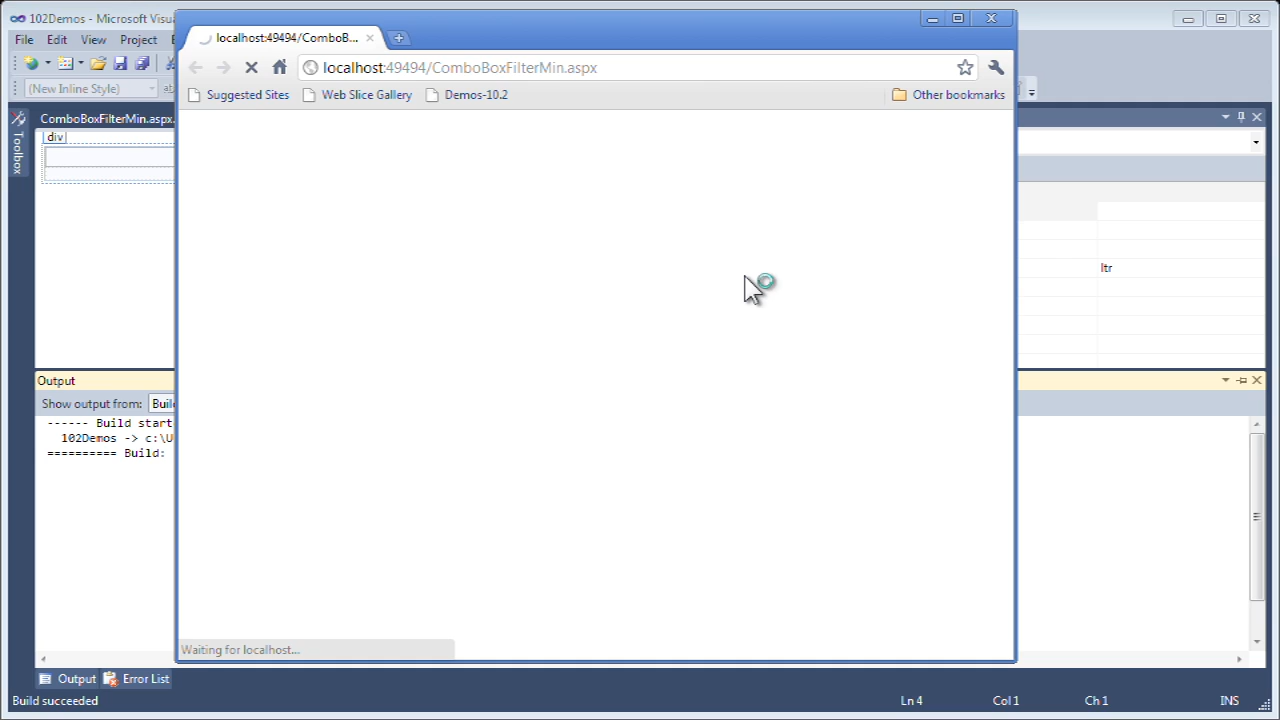 102Demos - Microsoft Visua
File Edit View Project
(New Inline Style)
localhost:49494/ComboB...
localhost:49494/ComboBoxFilterMin.aspx
Suggested Sites Web Slice Gallery Demos-10.2 Other bookmarks
Toolbox
ComboBoxFilterMin.aspx
div
ltr
Output
Show output from: Build
------ Build start
102Demos -> c:\U
========== Build:
Waiting for localhost...
Output Error List
Build succeeded Ln 4 Col 1 Ch 1 INS